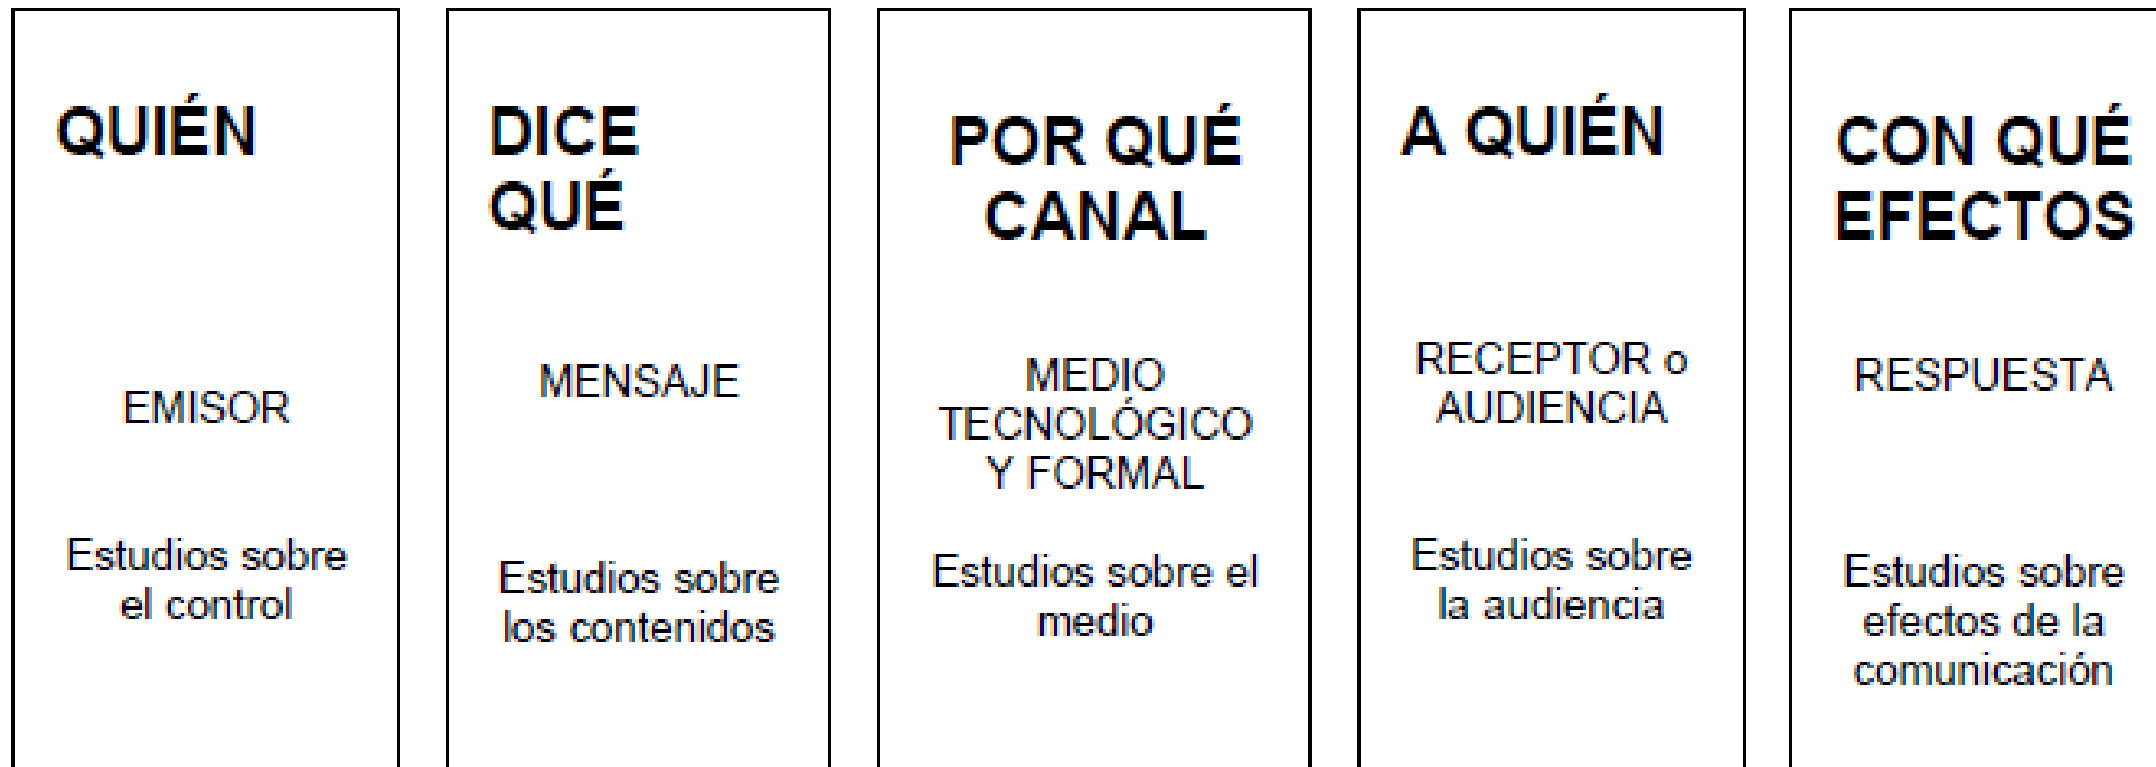 QUIÉN
EMISOR
Estudios sobre
el control
DICE
QUÉ
MENSAJE
Estudios sobre
los contenidos
POR QUÉ
CANAL
MEDIO
TECNOLÓGICO
Y FORMAL
Estudios sobre el
medio
A QUIÉN
RECEPTOR o
AUDIENCIA
Estudios sobre
la audiencia
CON QUÉ
EFECTOS
RESPUESTA
Estudios sobre
efectos de la
comunicación